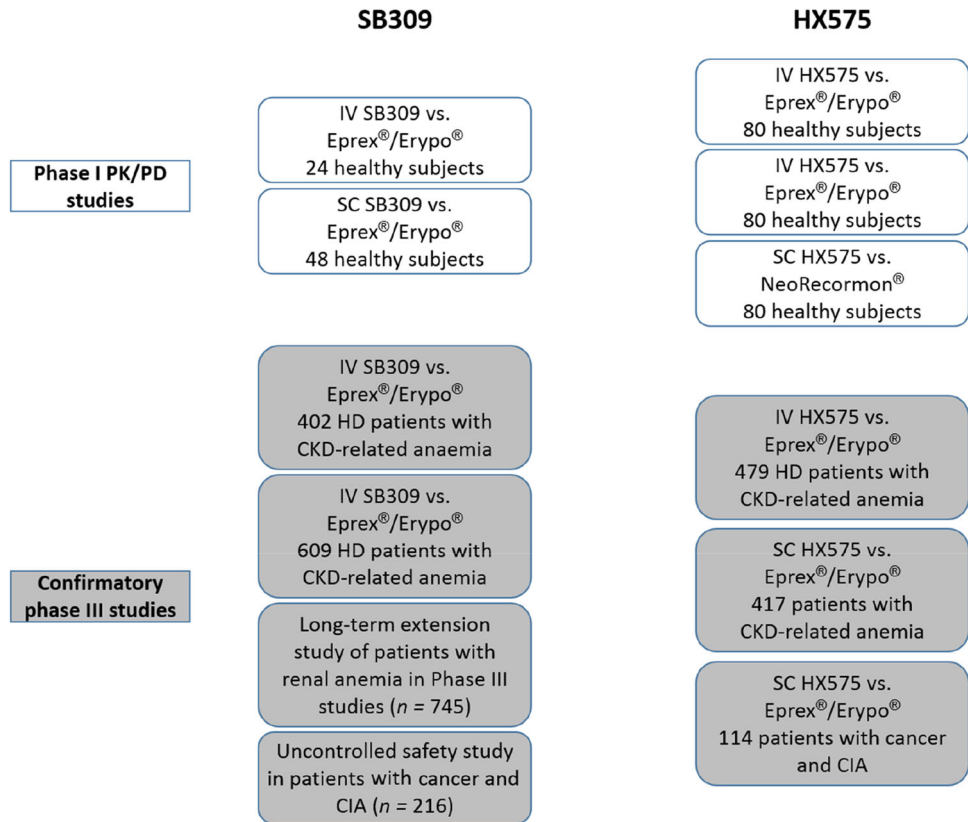 SB309
HX575
Phase I PK/PD
studies
IV SB309 vs.
Eprex®/Erypo®
24 healthy subjects
SC SB309 vs.
Eprex®/Erypo®
48 healthy subjects
IV HX575 vs.
Eprex®/Erypo®
80 healthy subjects
IV HX575 vs.
Eprex®/Erypo®
80 healthy subjects
SC HX575 vs.
NeoRecormon®
80 healthy subjects
Confirmatory
phase III studies
IV SB309 vs.
Eprex®/Erypo®
402 HD patients with
CKD-related anaemia
IV SB309 vs.
Eprex®/Erypo®
609 HD patients with
CKD-related anemia
Long-term extension
study of patients with
renal anemia in Phase III
studies (n = 745)
Uncontrolled safety study
in patients with cancer and
CIA (n = 216)
IV HX575 vs.
Eprex®/Erypo®
479 HD patients with
CKD-related anemia
SC HX575 vs.
Eprex®/Erypo®
417 patients with
CKD-related anemia
SC HX575 vs.
Eprex®/Erypo®
114 patients with cancer
and CIA